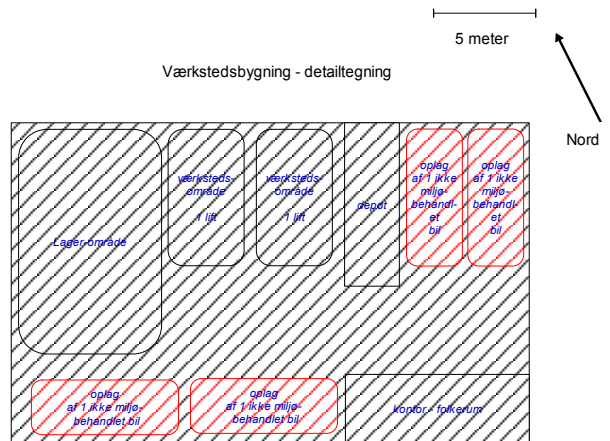 5 meter
Værkstedsbygning - detailtegning
Nord
værksteds-
område
1 lift
værksteds-
område
1 lift
depot
oplag
af 1 ikke
miljø-
behandl-
et
bil
oplag
af 1 ikke
miljø-
behandl-
et
bil
Lager-område
oplag
af 1 ikke miljø-
behandlet bil
oplag
af 1 ikke miljø-
behandlet bil
kontor - folkerum